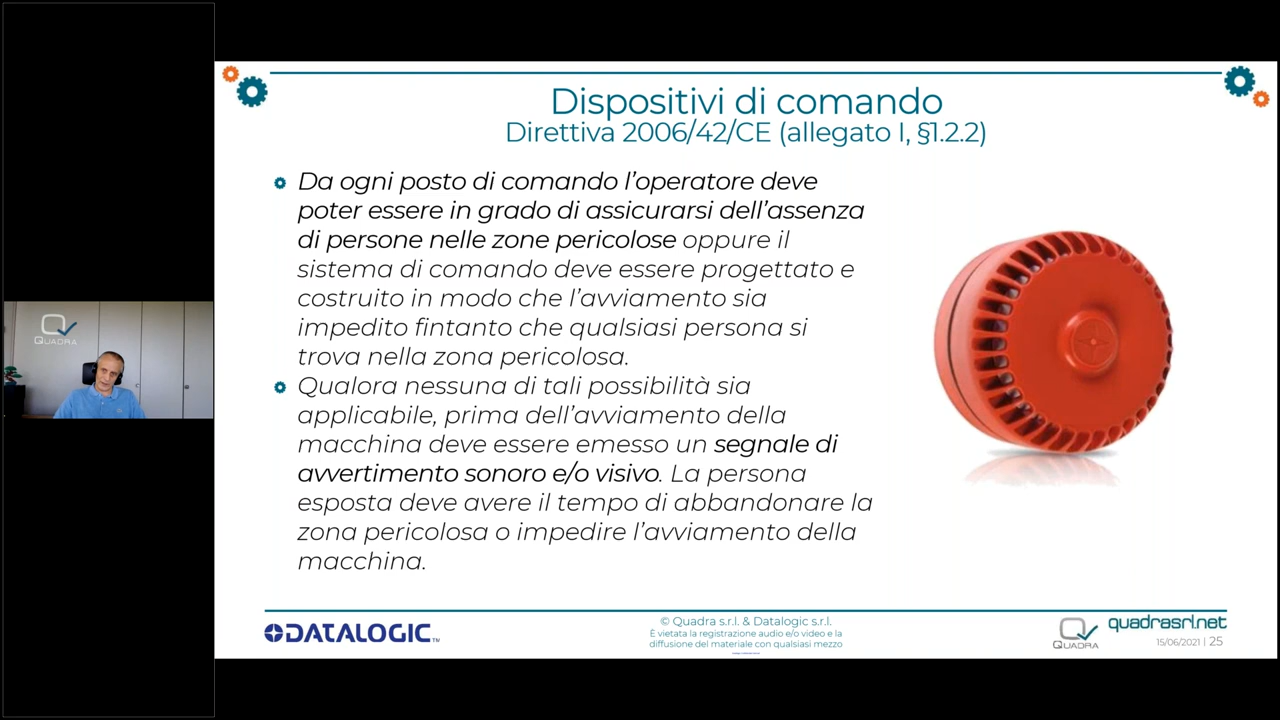 Dispositivi di comando
Direttiva 2006/42/CE (allegato I, §1.2.2)
Da ogni posto di comando l'operatore deve
poter essere in grado di assicurarsi dell'assenza
di persone nelle zone pericolose oppure il
sistema di comando deve essere progettato e
costruito in modo che l'avviamento sia
impedito fintanto che qualsiasi persona si
trova nella zona pericolosa.
Qualora nessuna di tali possibilità sia
applicabile, prima dell'avviamento della
macchina deve essere emesso un segnale di
avvertimento sonoro e/o visivo. La persona
esposta deve avere il tempo di abbandonare la
zona pericolosa o impedire l'avviamento della
macchina.
QUADRA
DATALOGIC™
© Quadra s.r.l. & Datalogic s.r.l.
È vietata la registrazione audio e/o video e la
diffusione del materiale con qualsiasi mezzo
QUADRA
quadrasrl.net
15/06/2021 | 25